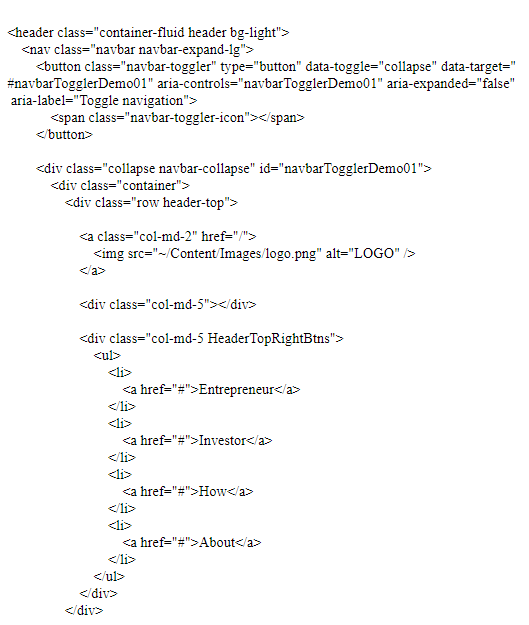 <header class="container-fluid header bg-light">
<nav class="navbar navbar-expand-lg">
<button class="navbar-toggler" type="button" data-toggle="collapse" data-target="
#navbarTogglerDemo01" aria-controls="navbarTogglerDemo01" aria-expanded="false"
aria-label="Toggle navigation">
<span class="navbar-toggler-icon"></span>
</button>
<div class="collapse navbar-collapse" id="navbarTogglerDemo01">
<div class="container">
<div class="row header-top">
<a class="col-md-2" href="/">
<img src="~/Content/Images/logo.png" alt="LOGO" />
</a>
<div class="col-md-5"></div>
<div class="col-md-5 HeaderTopRightBtns">
<ul>
<li>
<a href="#">Entrepreneur</a>
</li>
<li>
<a href="#">Investor</a>
</li>
<li>
<a href="#">How</a>
</li>
<li>
<a href="#">About</a>
</li>
</ul>
</div>
</div>